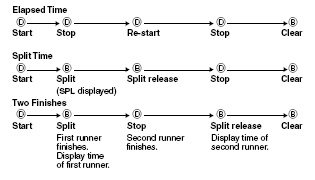 Elapsed Time
Ⓓ Ⓓ Ⓓ Ⓓ Ⓑ
Start Stop Re-start Stop Clear
Split Time
Ⓓ Ⓑ Ⓑ Ⓓ Ⓑ
Start Split Split release Stop Clear
(SPL displayed)
Two Finishes
Ⓓ Ⓑ Ⓓ Ⓑ Ⓑ
Start Split Stop Split release Clear
First runner Second runner Display time of
finishes. finishes. second runner.
Display time
of first runner.